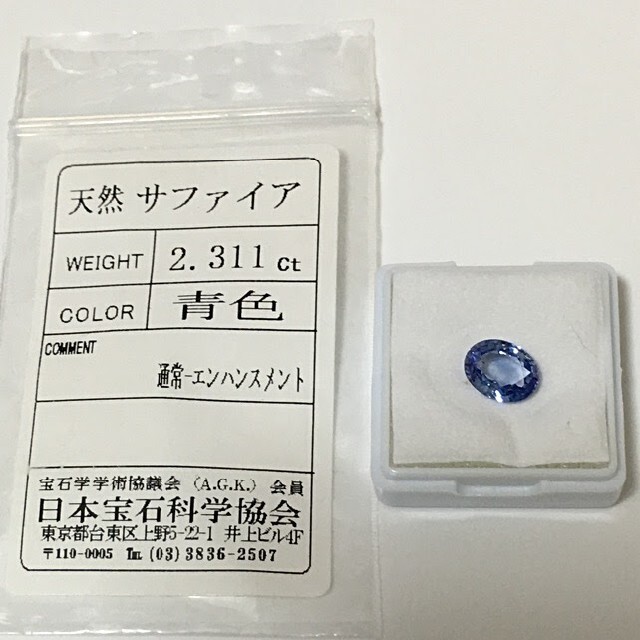 天然 サファイア
WEIGHT 2.311 ct
COLOR 青色
COMMENT
通常-エンハンスメント
宝石学学術協議会 (A.G.K.) 会員
日本宝石科学協会
東京都台東区上野5-22-1 井上ビル4F
〒110-0005 TEL (03)3836-2507